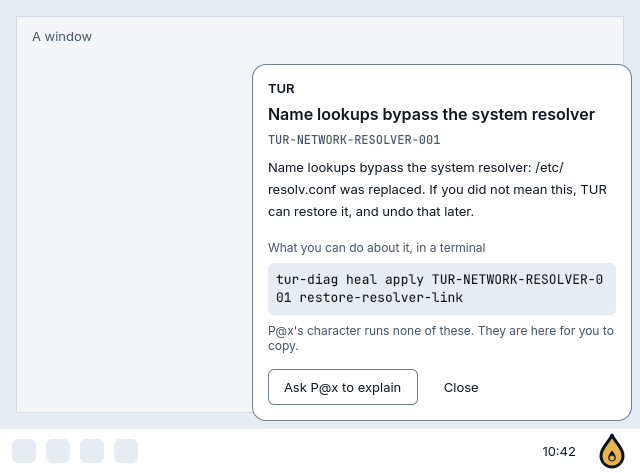 A window
TUR
Name lookups bypass the system resolver
TUR-NETWORK-RESOLVER-001
Name lookups bypass the system resolver: /etc/
resolv.conf was replaced. If you did not mean this, TUR
can restore it, and undo that later.
What you can do about it, in a terminal
tur-diag heal apply TUR-NETWORK-RESOLVER-0
01 restore-resolver-link
P@x's character runs none of these. They are here for you to
copy.
Ask P@x to explain
Close
10:42